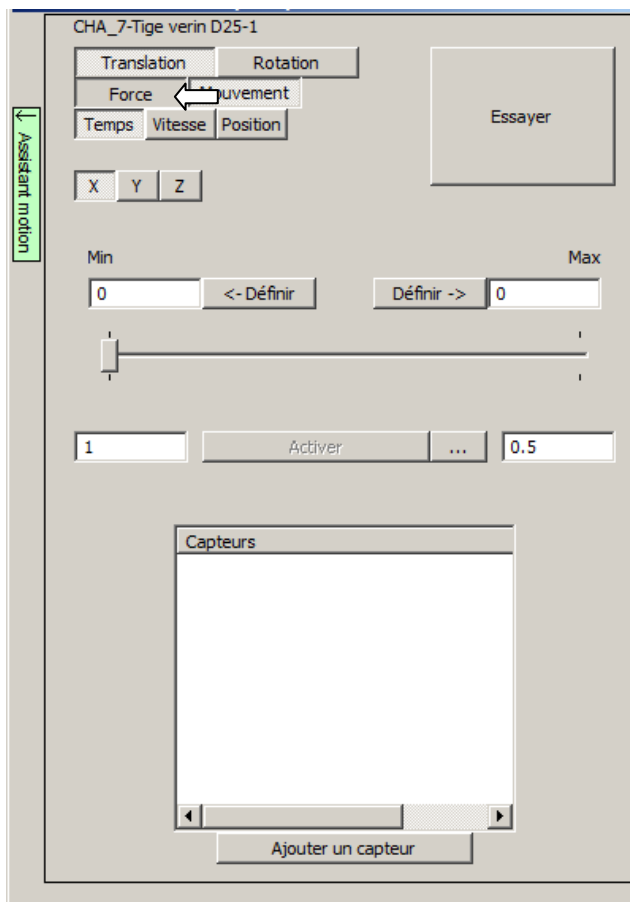 CHA_7-Tige verin D25-1
Translation Rotation
Force Mouvement
Essayer
Temps Vitesse Position
Assistant motion
X Y Z
Min Max
0 <- Définir Définir -> 0
1 Activer ... 0.5
Capteurs
Ajouter un capteur